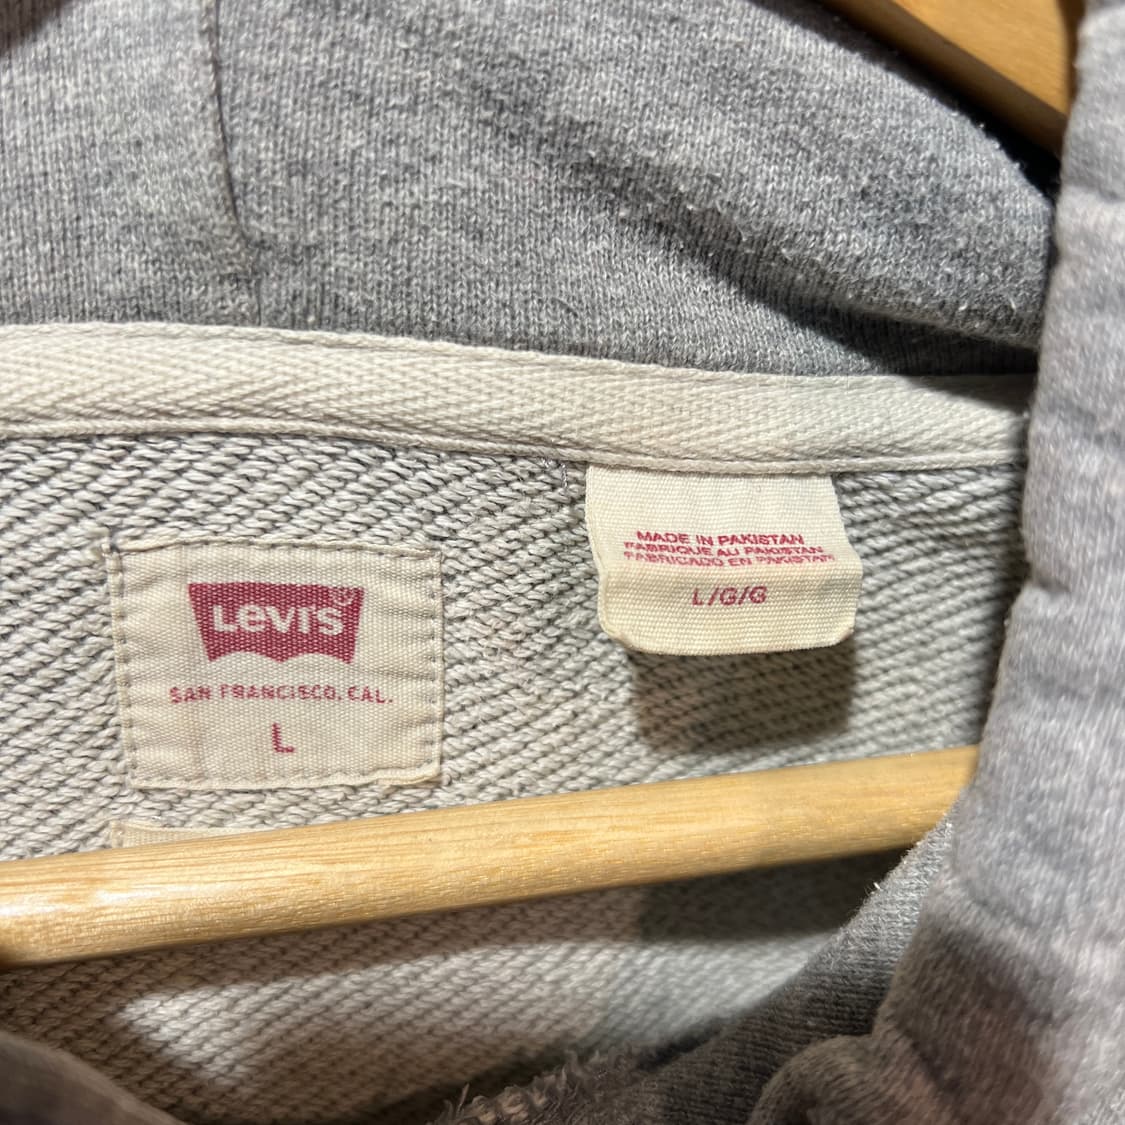 Levi's
SAN FRANCISCO, CAL.
L
MADE IN PAKISTAN
FABRIQUE AU PAKISTAN
FABRICADO EN PAKISTAN
L/G/G